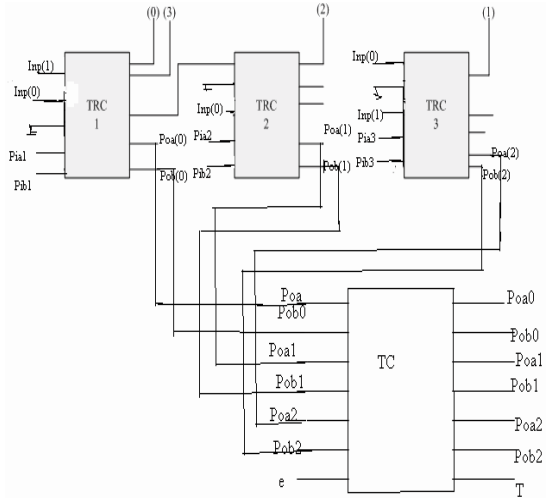 (0) (3)
(2)
(1)
Inp(1)
Inp(0)
TRC
1
Pia1
Pib1
Poa(0)
Pob(0)
Inp(0)
TRC
2
Pia2
Pib2
Poa(1)
Pob(1)
Inp(0)
Inp(1)
TRC
3
Pia3
Pib3
Poa(2)
Pob(2)
Poa
Pob0
Poa1
Pob1
Poa2
Pob2
e
TC
Poa0
Pob0
Poa1
Pob1
Poa2
Pob2
T